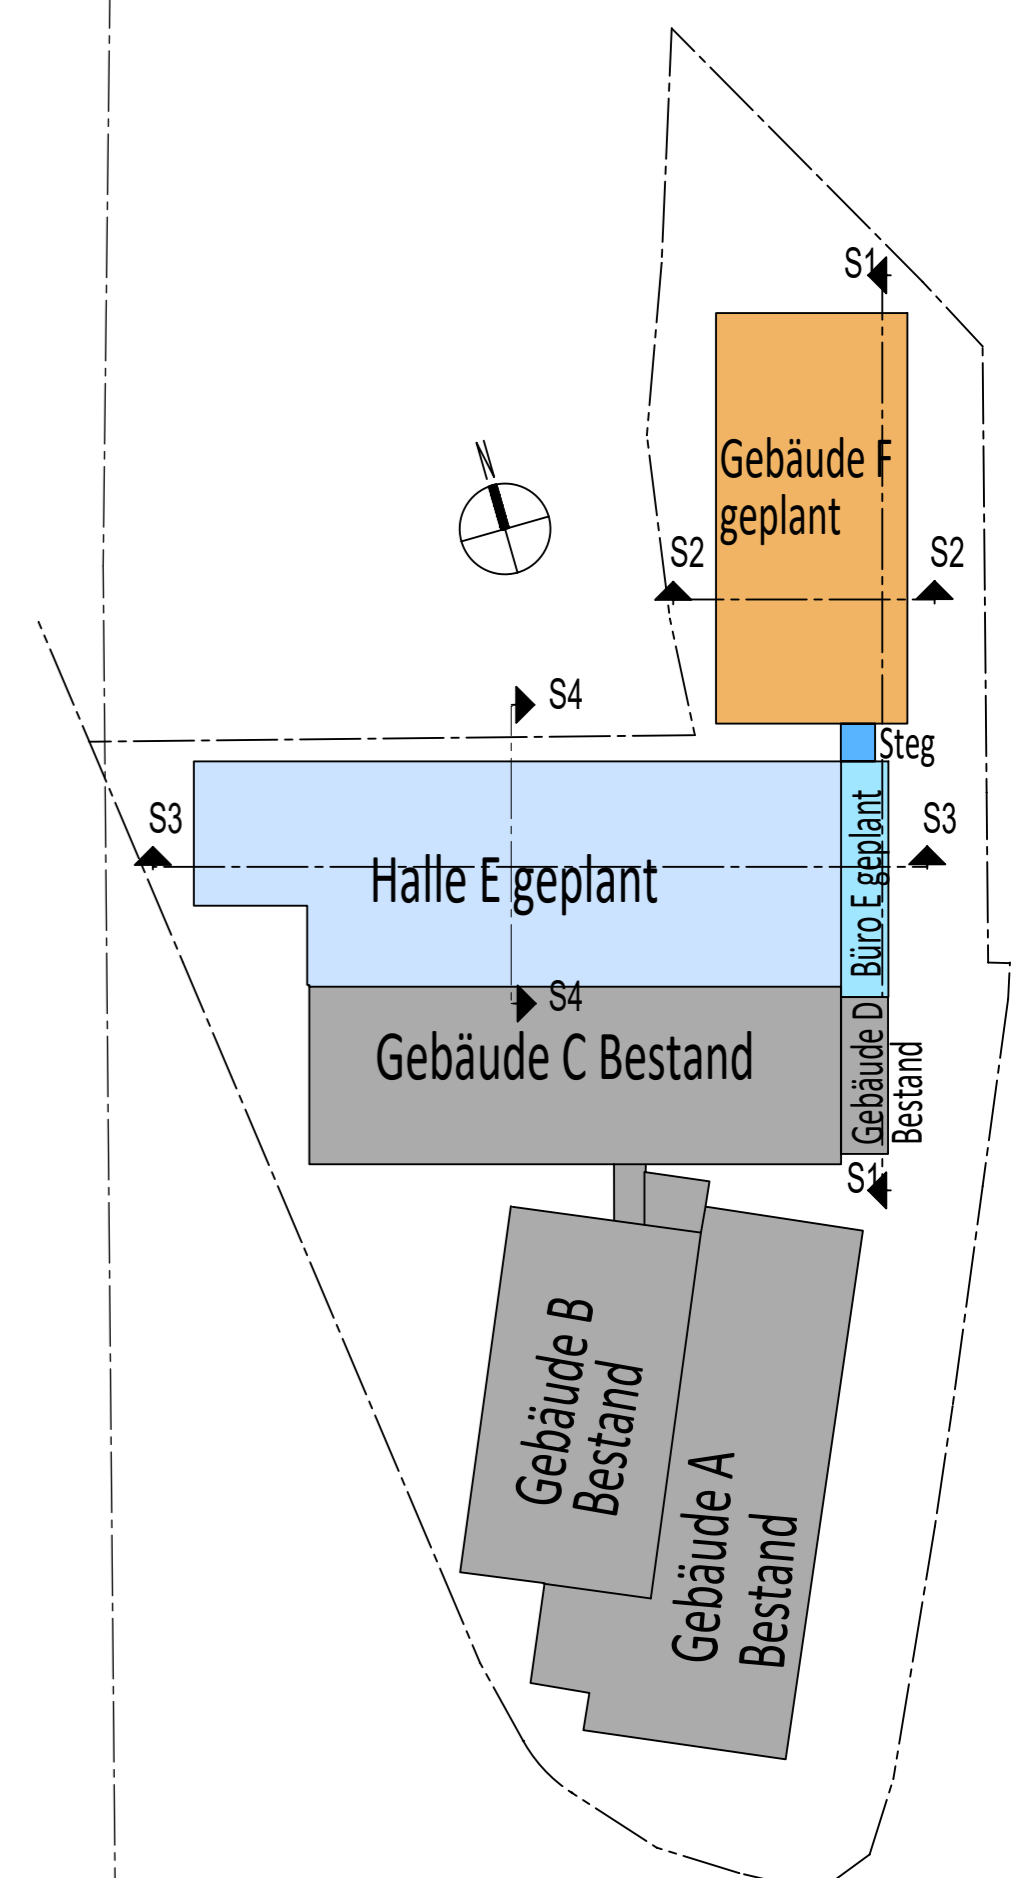 S1
Gebäude F
geplant
S2
S2
S4
Steg
S3
S3
Halle E geplant
Büro E geplant
S4
Gebäude C Bestand
Gebäude D
Bestand
S1
Gebäude B
Bestand
Gebäude A
Bestand
N